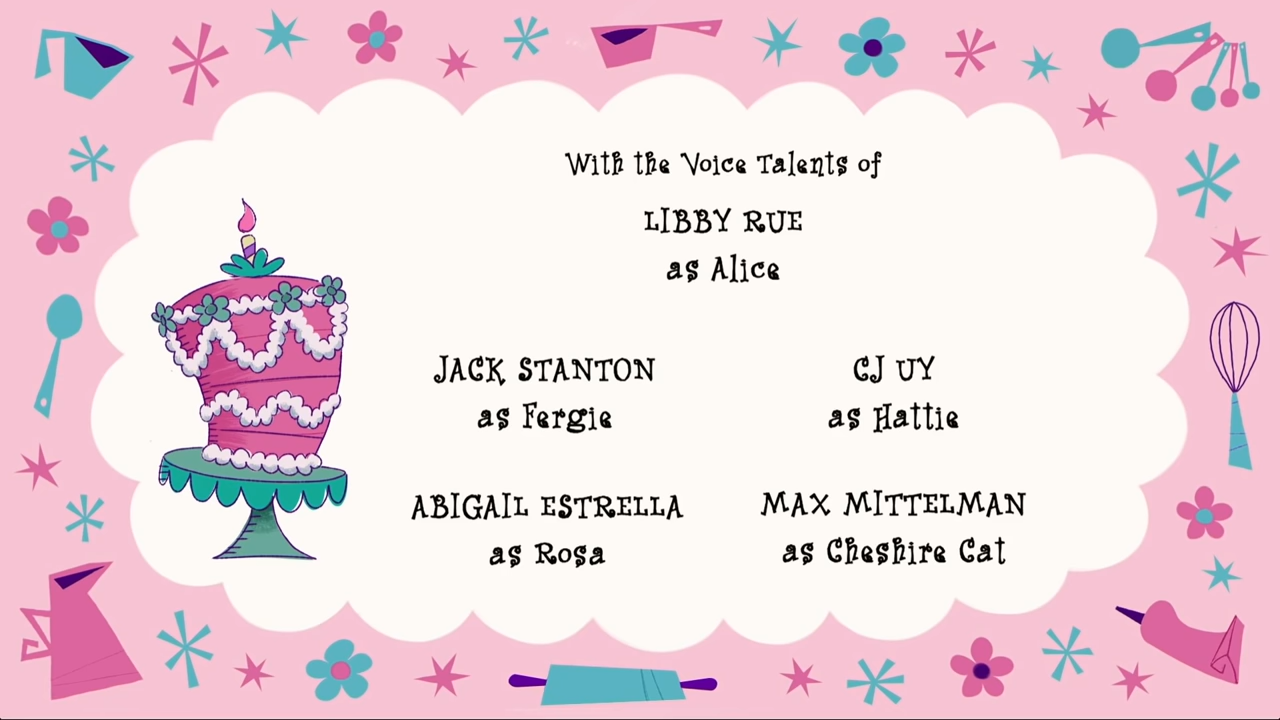 With the Voice Talents of
LIBBY RUE
as Alice
JACK STANTON
as Fergie
CJ UY
as Hattie
ABIGAIL ESTRELLA
as Rosa
MAX MITTELMAN
as Cheshire Cat